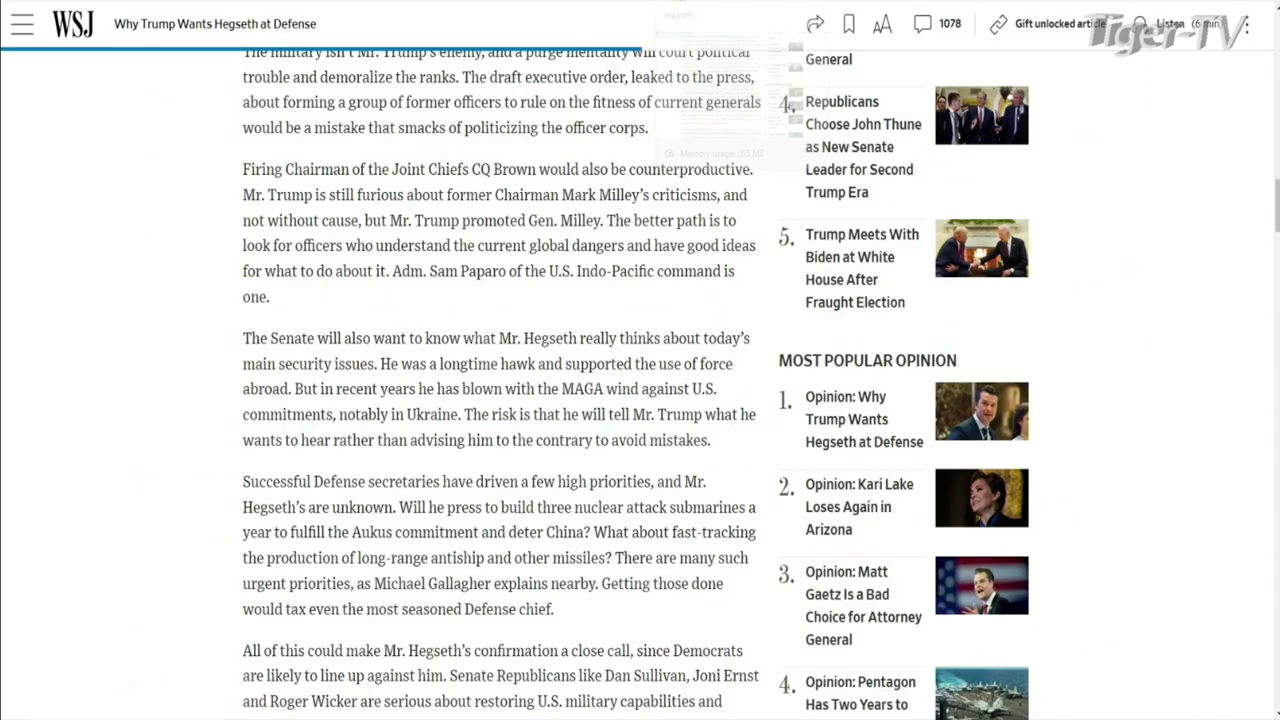 WSJ
Why Trump Wants Hegseth at Defense
1078
Gift unlocked article
Listen (6 min)
Tiger-TV
The military isn't Mr. Trump's enemy, and a purge mentality will court political
trouble and demoralize the ranks. The draft executive order, leaked to the press,
about forming a group of former officers to rule on the fitness of current generals
would be a mistake that smacks of politicizing the officer corps.
Memory usage: 205 MB
Firing Chairman of the Joint Chiefs CQ Brown would also be counterproductive.
Mr. Trump is still furious about former Chairman Mark Milley's criticisms, and
not without cause, but Mr. Trump promoted Gen. Milley. The better path is to
look for officers who understand the current global dangers and have good ideas
for what to do about it. Adm. Sam Paparo of the U.S. Indo-Pacific command is
one.
The Senate will also want to know what Mr. Hegseth really thinks about today's
main security issues. He was a longtime hawk and supported the use of force
abroad. But in recent years he has blown with the MAGA wind against U.S.
commitments, notably in Ukraine. The risk is that he will tell Mr. Trump what he
wants to hear rather than advising him to the contrary to avoid mistakes.
Successful Defense secretaries have driven a few high priorities, and Mr.
Hegseth's are unknown. Will he press to build three nuclear attack submarines a
year to fulfill the Aukus commitment and deter China? What about fast-tracking
the production of long-range antiship and other missiles? There are many such
urgent priorities, as Michael Gallagher explains nearby. Getting those done
would tax even the most seasoned Defense chief.
All of this could make Mr. Hegseth's confirmation a close call, since Democrats
are likely to line up against him. Senate Republicans like Dan Sullivan, Joni Ernst
and Roger Wicker are serious about restoring U.S. military capabilities and
General
4. Republicans
Choose John Thune
as New Senate
Leader for Second
Trump Era
5. Trump Meets With
Biden at White
House After
Fraught Election
MOST POPULAR OPINION
1. Opinion: Why
Trump Wants
Hegseth at Defense
2. Opinion: Kari Lake
Loses Again in
Arizona
3. Opinion: Matt
Gaetz Is a Bad
Choice for Attorney
General
4. Opinion: Pentagon
Has Two Years to